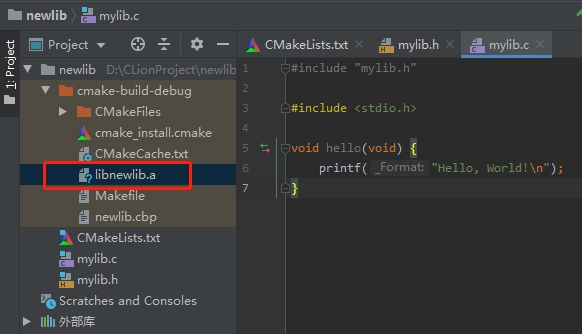 newlib
mylib.c
1: Project
Project
CMakeLists.txt
mylib.h
mylib.c
newlib D:\CLionProject\newlib
cmake-build-debug
CMakeFiles
cmake_install.cmake
CMakeCache.txt
libnewlib.a
Makefile
newlib.cbp
CMakeLists.txt
mylib.c
mylib.h
Scratches and Consoles
外部库
1 #include "mylib.h"
2
3 #include <stdio.h>
4
5 void hello(void) {
6 printf( _Format: "Hello, World!\n");
7 }